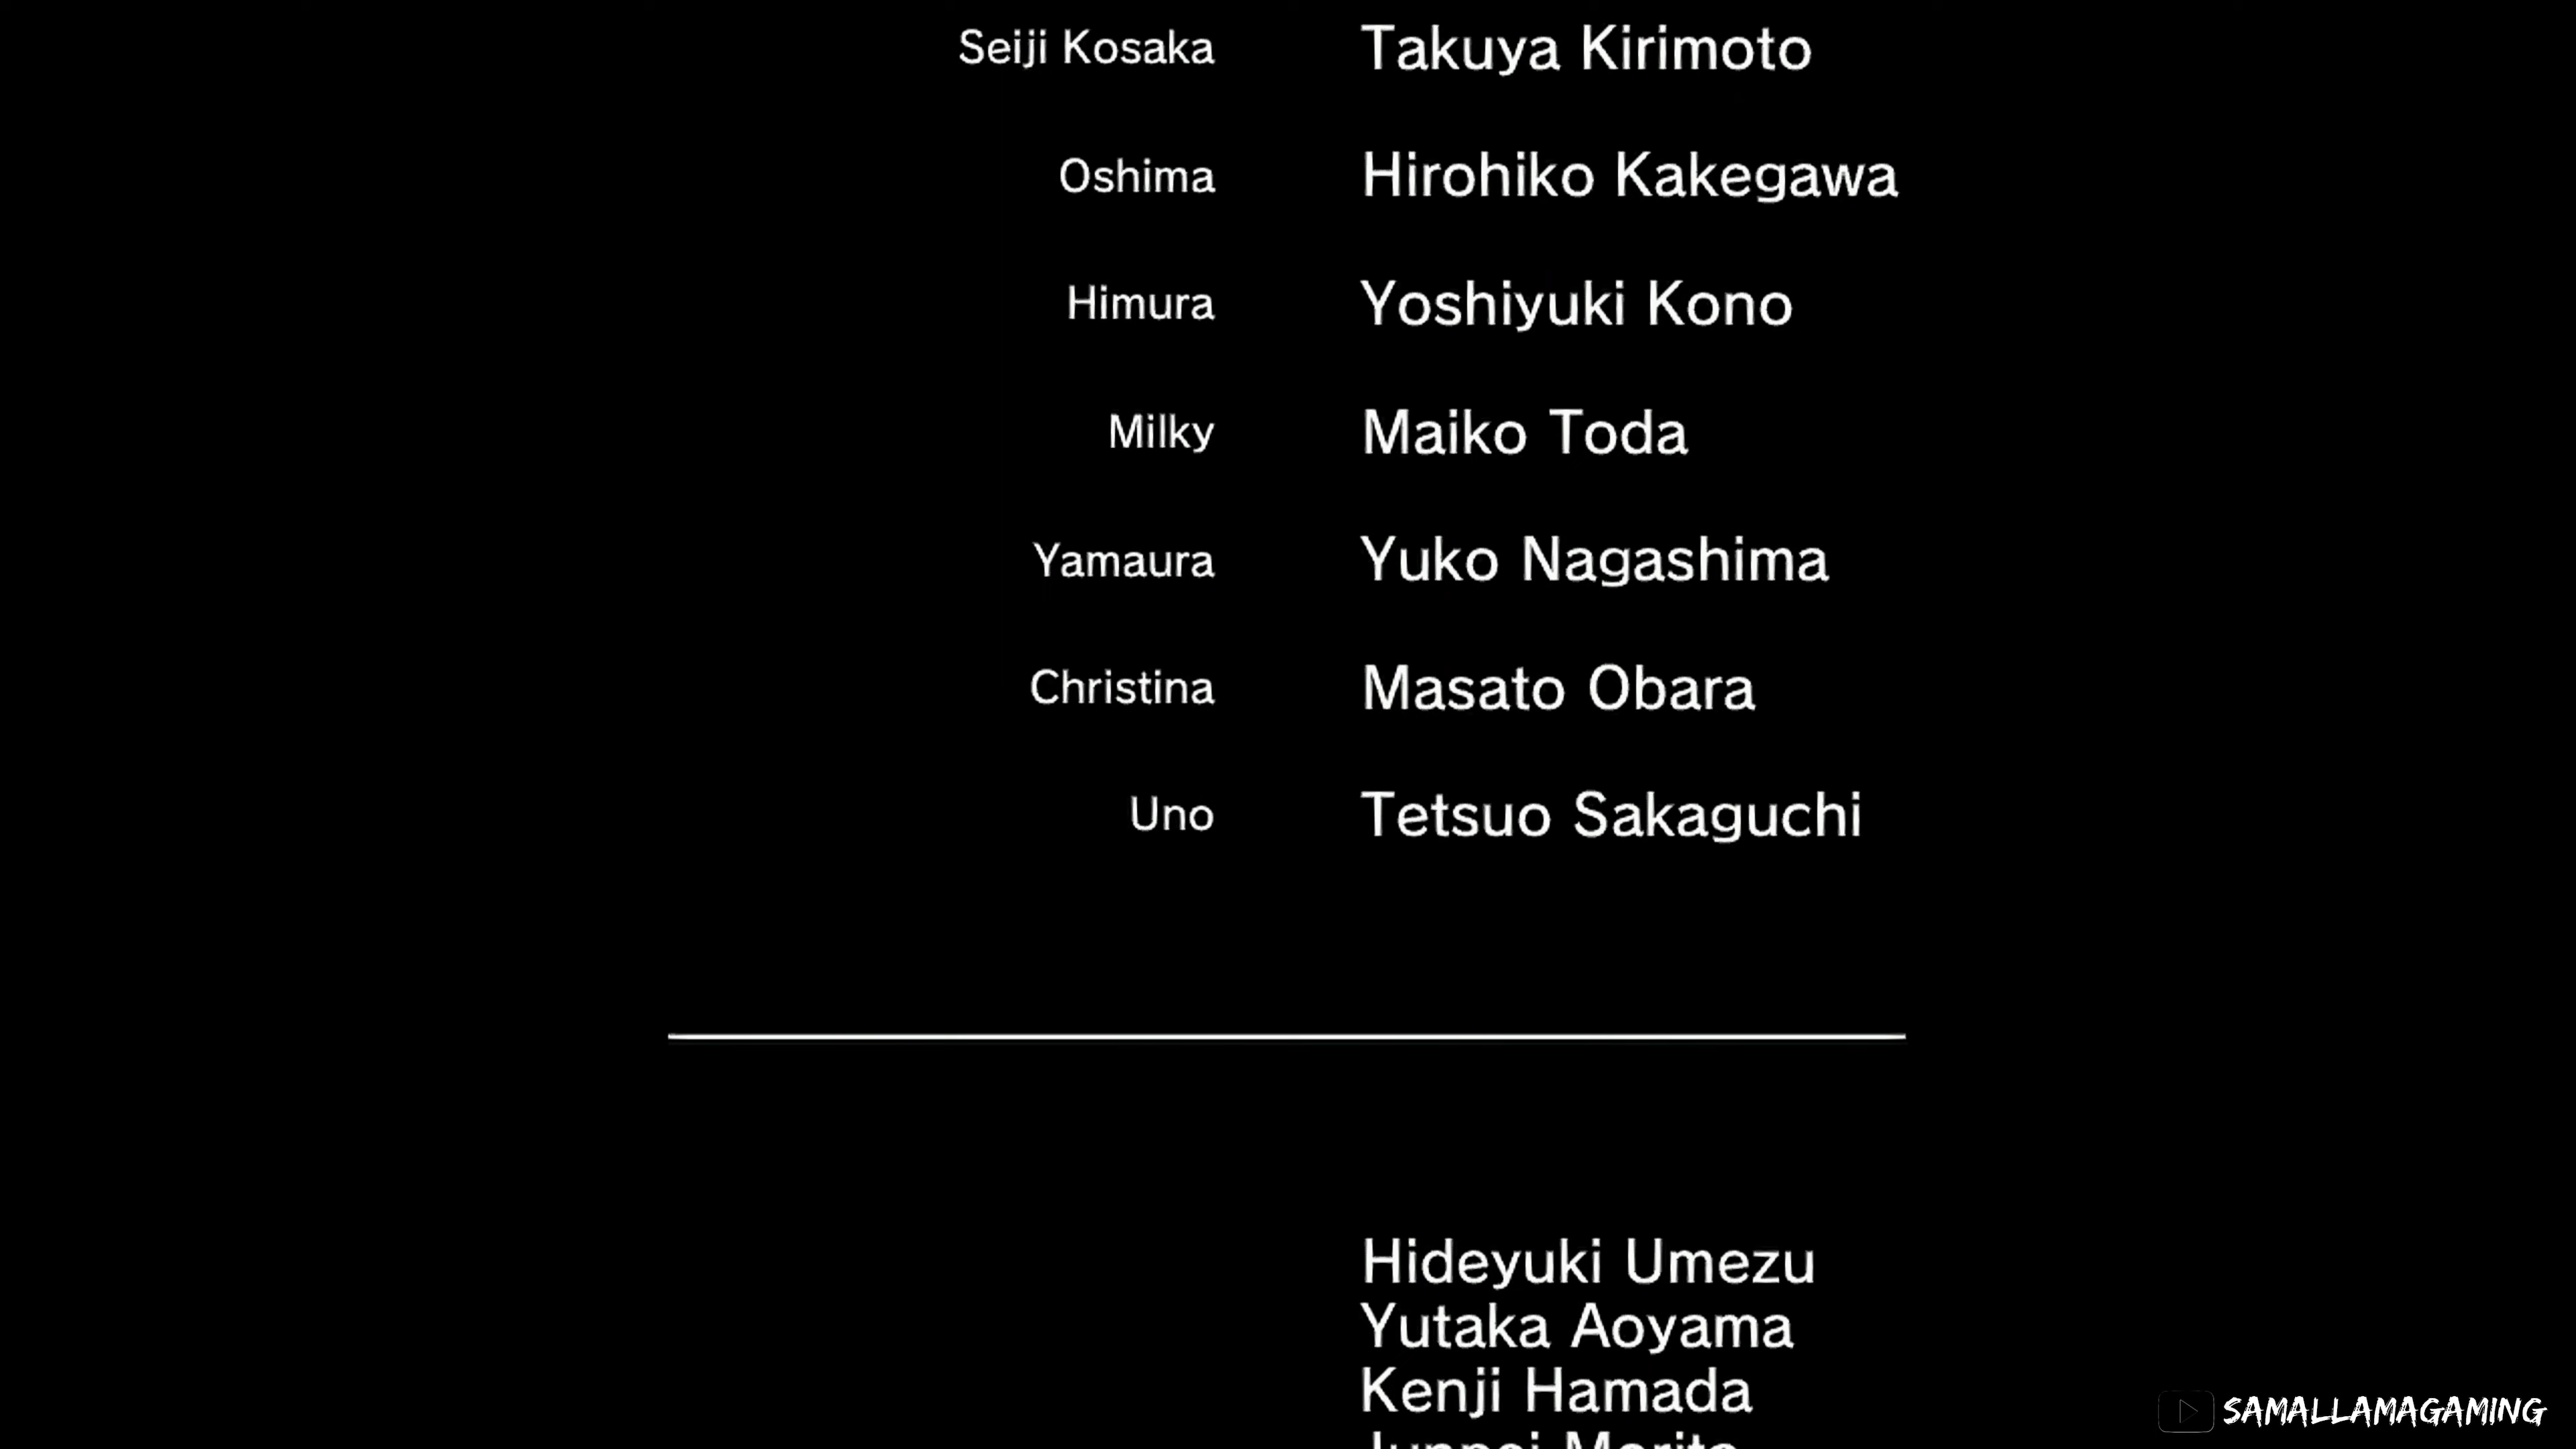 Seiji Kosaka Takuya Kirimoto
Oshima Hirohiko Kakegawa
Himura Yoshiyuki Kono
Milky Maiko Toda
Yamaura Yuko Nagashima
Christina Masato Obara
Uno Tetsuo Sakaguchi
Hideyuki Umezu
Yutaka Aoyama
Kenji Hamada
SAMALLAMAGAMING